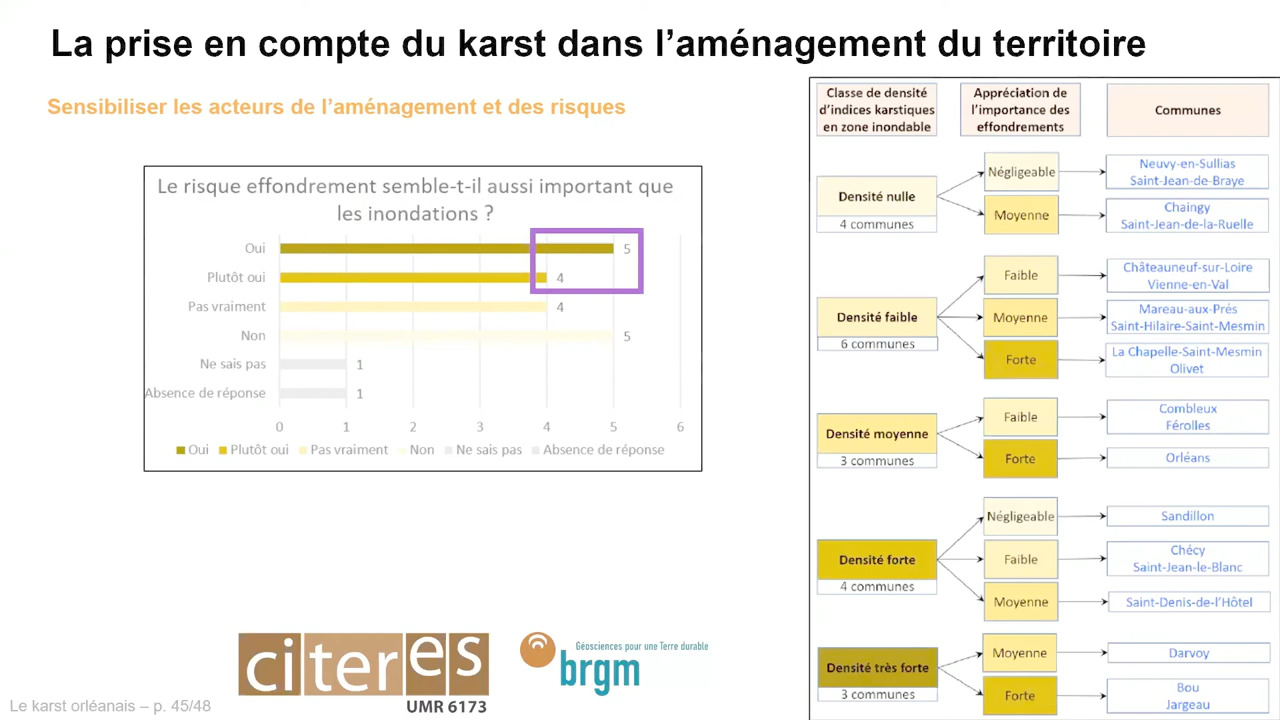 La prise en compte du karst dans l’aménagement du territoire
Sensibiliser les acteurs de l’aménagement et des risques
Le risque effondrement semble-t-il aussi important que
les inondations ?
Oui
5
Plutôt oui
4
Pas vraiment
4
Non
5
Ne sais pas
1
Absence de réponse
1
0 1 2 3 4 5 6
Oui Plutôt oui Pas vraiment Non Ne sais pas Absence de réponse
Classe de densité
d’indices karstiques
en zone inondable
Appréciation de
l’importance des
effondrements
Communes
Densité nulle
4 communes
Négligeable
Neuvy-en-Sullias
Saint-Jean-de-Braye
Moyenne
Chaingy
Saint-Jean-de-la-Ruelle
Densité faible
6 communes
Faible
Châteauneuf-sur-Loire
Vienne-en-Val
Moyenne
Mareau-aux-Prés
Saint-Hilaire-Saint-Mesmin
Forte
La Chapelle-Saint-Mesmin
Olivet
Densité moyenne
3 communes
Faible
Combleux
Férolles
Forte
Orléans
Densité forte
4 communes
Négligeable
Sandillon
Faible
Chécy
Saint-Jean-le-Blanc
Moyenne
Saint-Denis-de-l’Hôtel
Densité très forte
3 communes
Moyenne
Darvoy
Forte
Bou
Jargeau
citeres
UMR 6173
Géosciences pour une Terre durable
brgm
Le karst orléanais – p. 45/48